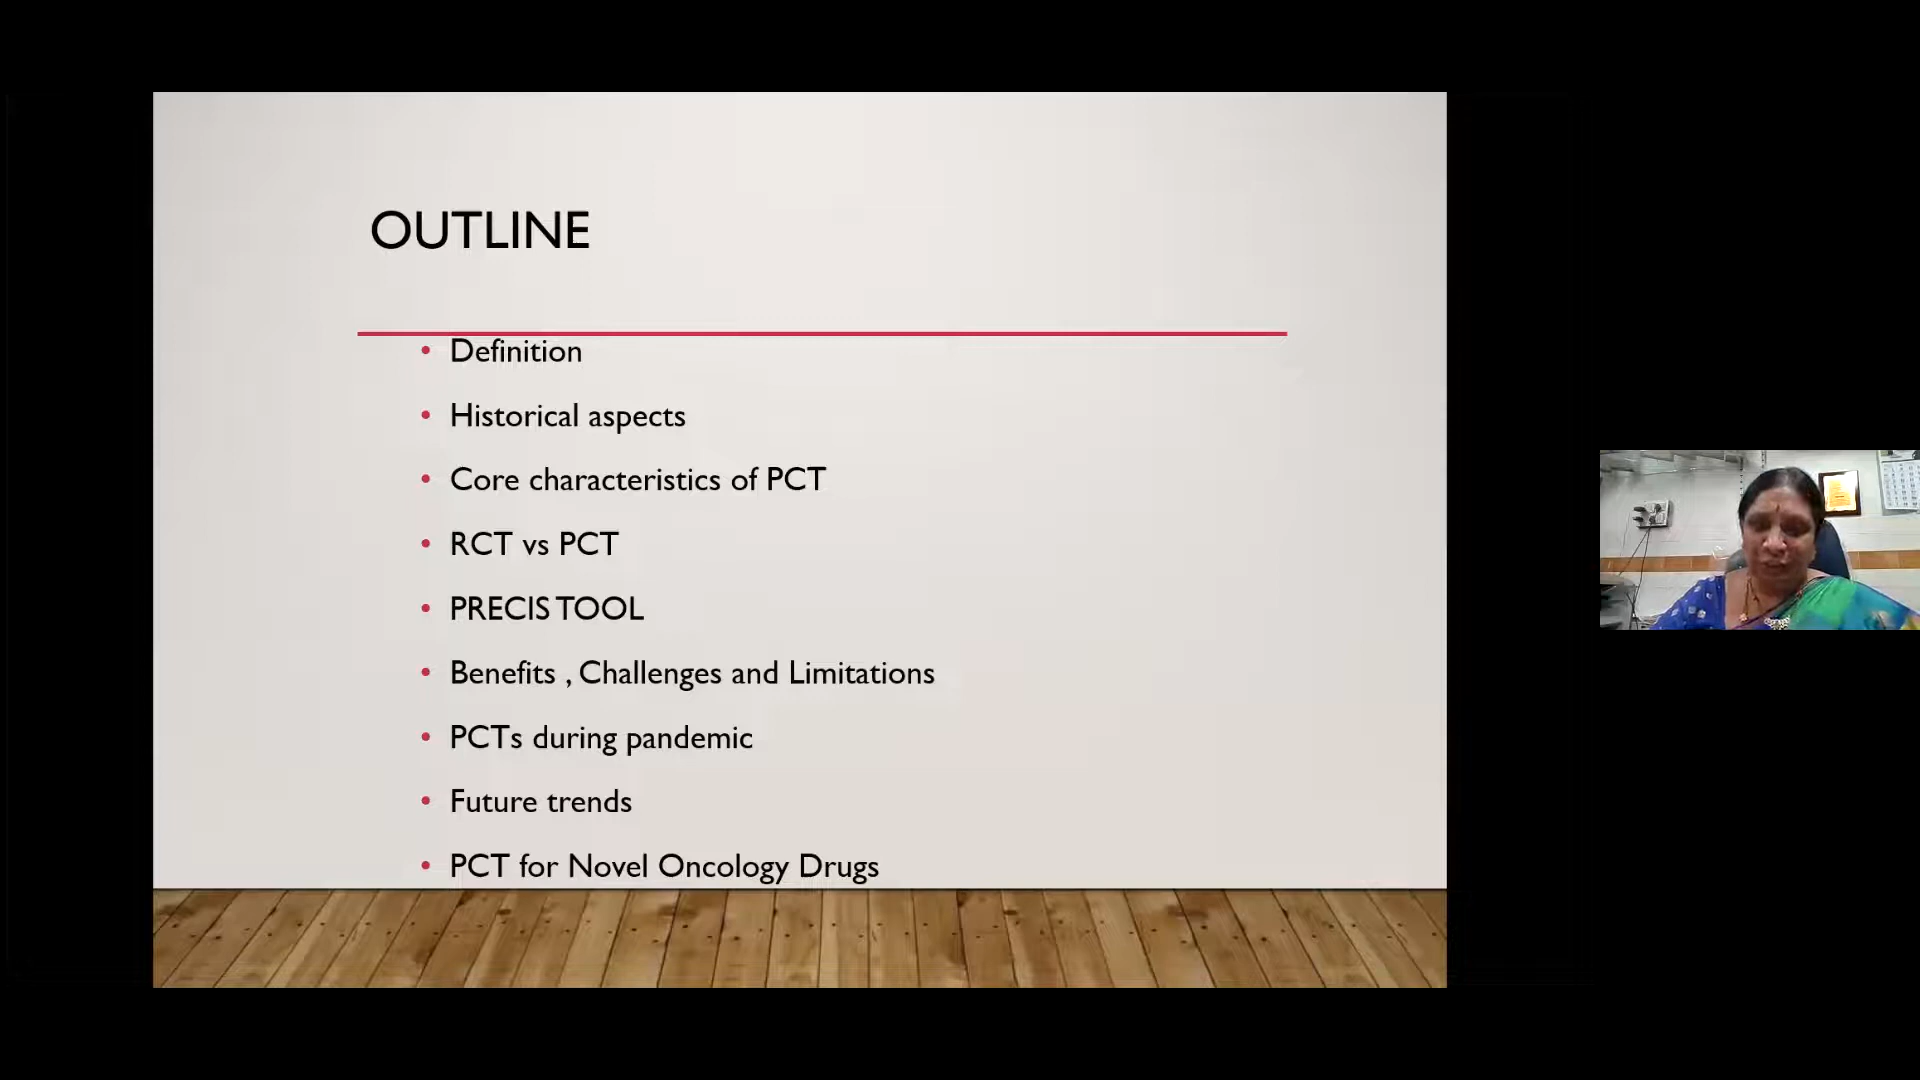 OUTLINE
• Definition
• Historical aspects
• Core characteristics of PCT
• RCT vs PCT
• PRECIS TOOL
• Benefits , Challenges and Limitations
• PCTs during pandemic
• Future trends
• PCT for Novel Oncology Drugs